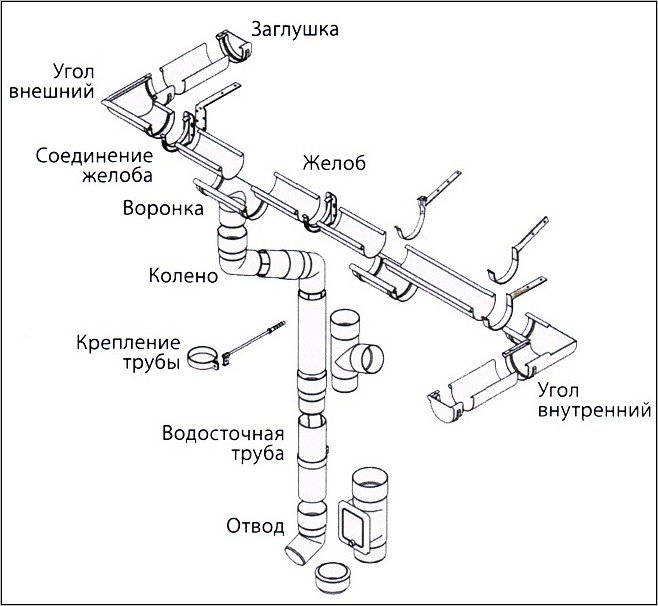 Заглушка
Угол
внешний
Соединение
желоба
Желоб
Воронка
Колено
Крепление
трубы
Угол
внутренний
Водосточная
труба
Отвод